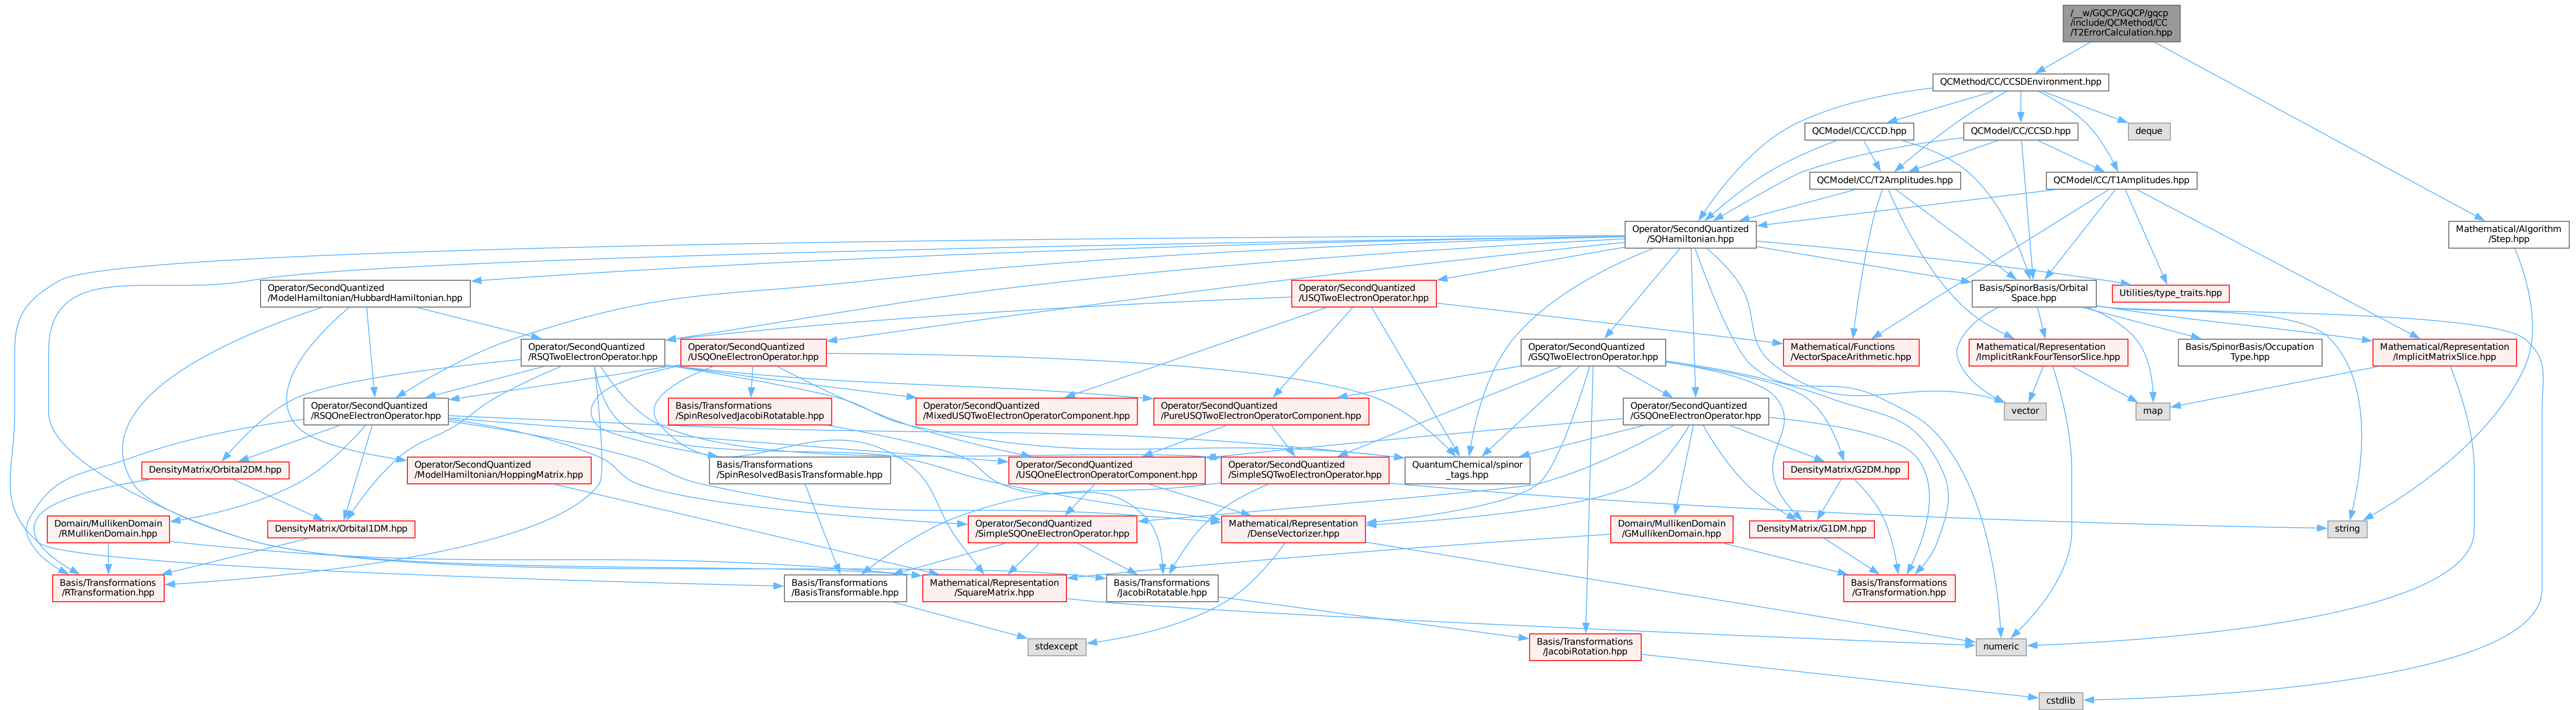 /__w/GQCP/GQCP/gqcp
/include/QCMethod/CC
/T2ErrorCalculation.hpp
QCMethod/CC/CCSDEnvironment.hpp
QCModel/CC/CCD.hpp
QCModel/CC/CCSD.hpp
deque
QCModel/CC/T2Amplitudes.hpp
QCModel/CC/T1Amplitudes.hpp
Operator/SecondQuantized
/SQHamiltonian.hpp
Mathematical/Algorithm
/Step.hpp
Operator/SecondQuantized
/ModelHamiltonian/HubbardHamiltonian.hpp
Operator/SecondQuantized
/USQTwoElectronOperator.hpp
Basis/SpinorBasis/Orbital
Space.hpp
Utilities/type_traits.hpp
Operator/SecondQuantized
/RSQTwoElectronOperator.hpp
Operator/SecondQuantized
/USQOneElectronOperator.hpp
Operator/SecondQuantized
/GSQTwoElectronOperator.hpp
Mathematical/Functions
/VectorSpaceArithmetic.hpp
Mathematical/Representation
/ImplicitRankFourTensorSlice.hpp
Basis/SpinorBasis/Occupation
Type.hpp
Mathematical/Representation
/ImplicitMatrixSlice.hpp
Operator/SecondQuantized
/RSQOneElectronOperator.hpp
Basis/Transformations
/SpinResolvedJacobiRotatable.hpp
Operator/SecondQuantized
/MixedUSQTwoElectronOperatorComponent.hpp
Operator/SecondQuantized
/PureUSQTwoElectronOperatorComponent.hpp
Operator/SecondQuantized
/GSQOneElectronOperator.hpp
vector
map
DensityMatrix/Orbital2DM.hpp
Operator/SecondQuantized
/ModelHamiltonian/HoppingMatrix.hpp
Basis/Transformations
/SpinResolvedBasisTransformable.hpp
Operator/SecondQuantized
/USQOneElectronOperatorComponent.hpp
Operator/SecondQuantized
/SimpleSQTwoElectronOperator.hpp
QuantumChemical/spinor
_tags.hpp
DensityMatrix/G2DM.hpp
Domain/MullikenDomain
/RMullikenDomain.hpp
DensityMatrix/Orbital1DM.hpp
Operator/SecondQuantized
/SimpleSQOneElectronOperator.hpp
Mathematical/Representation
/DenseVectorizer.hpp
Domain/MullikenDomain
/GMullikenDomain.hpp
DensityMatrix/G1DM.hpp
string
Basis/Transformations
/RTransformation.hpp
Basis/Transformations
/BasisTransformable.hpp
Mathematical/Representation
/SquareMatrix.hpp
Basis/Transformations
/JacobiRotatable.hpp
Basis/Transformations
/GTransformation.hpp
stdexcept
Basis/Transformations
/JacobiRotation.hpp
numeric
cstdlib